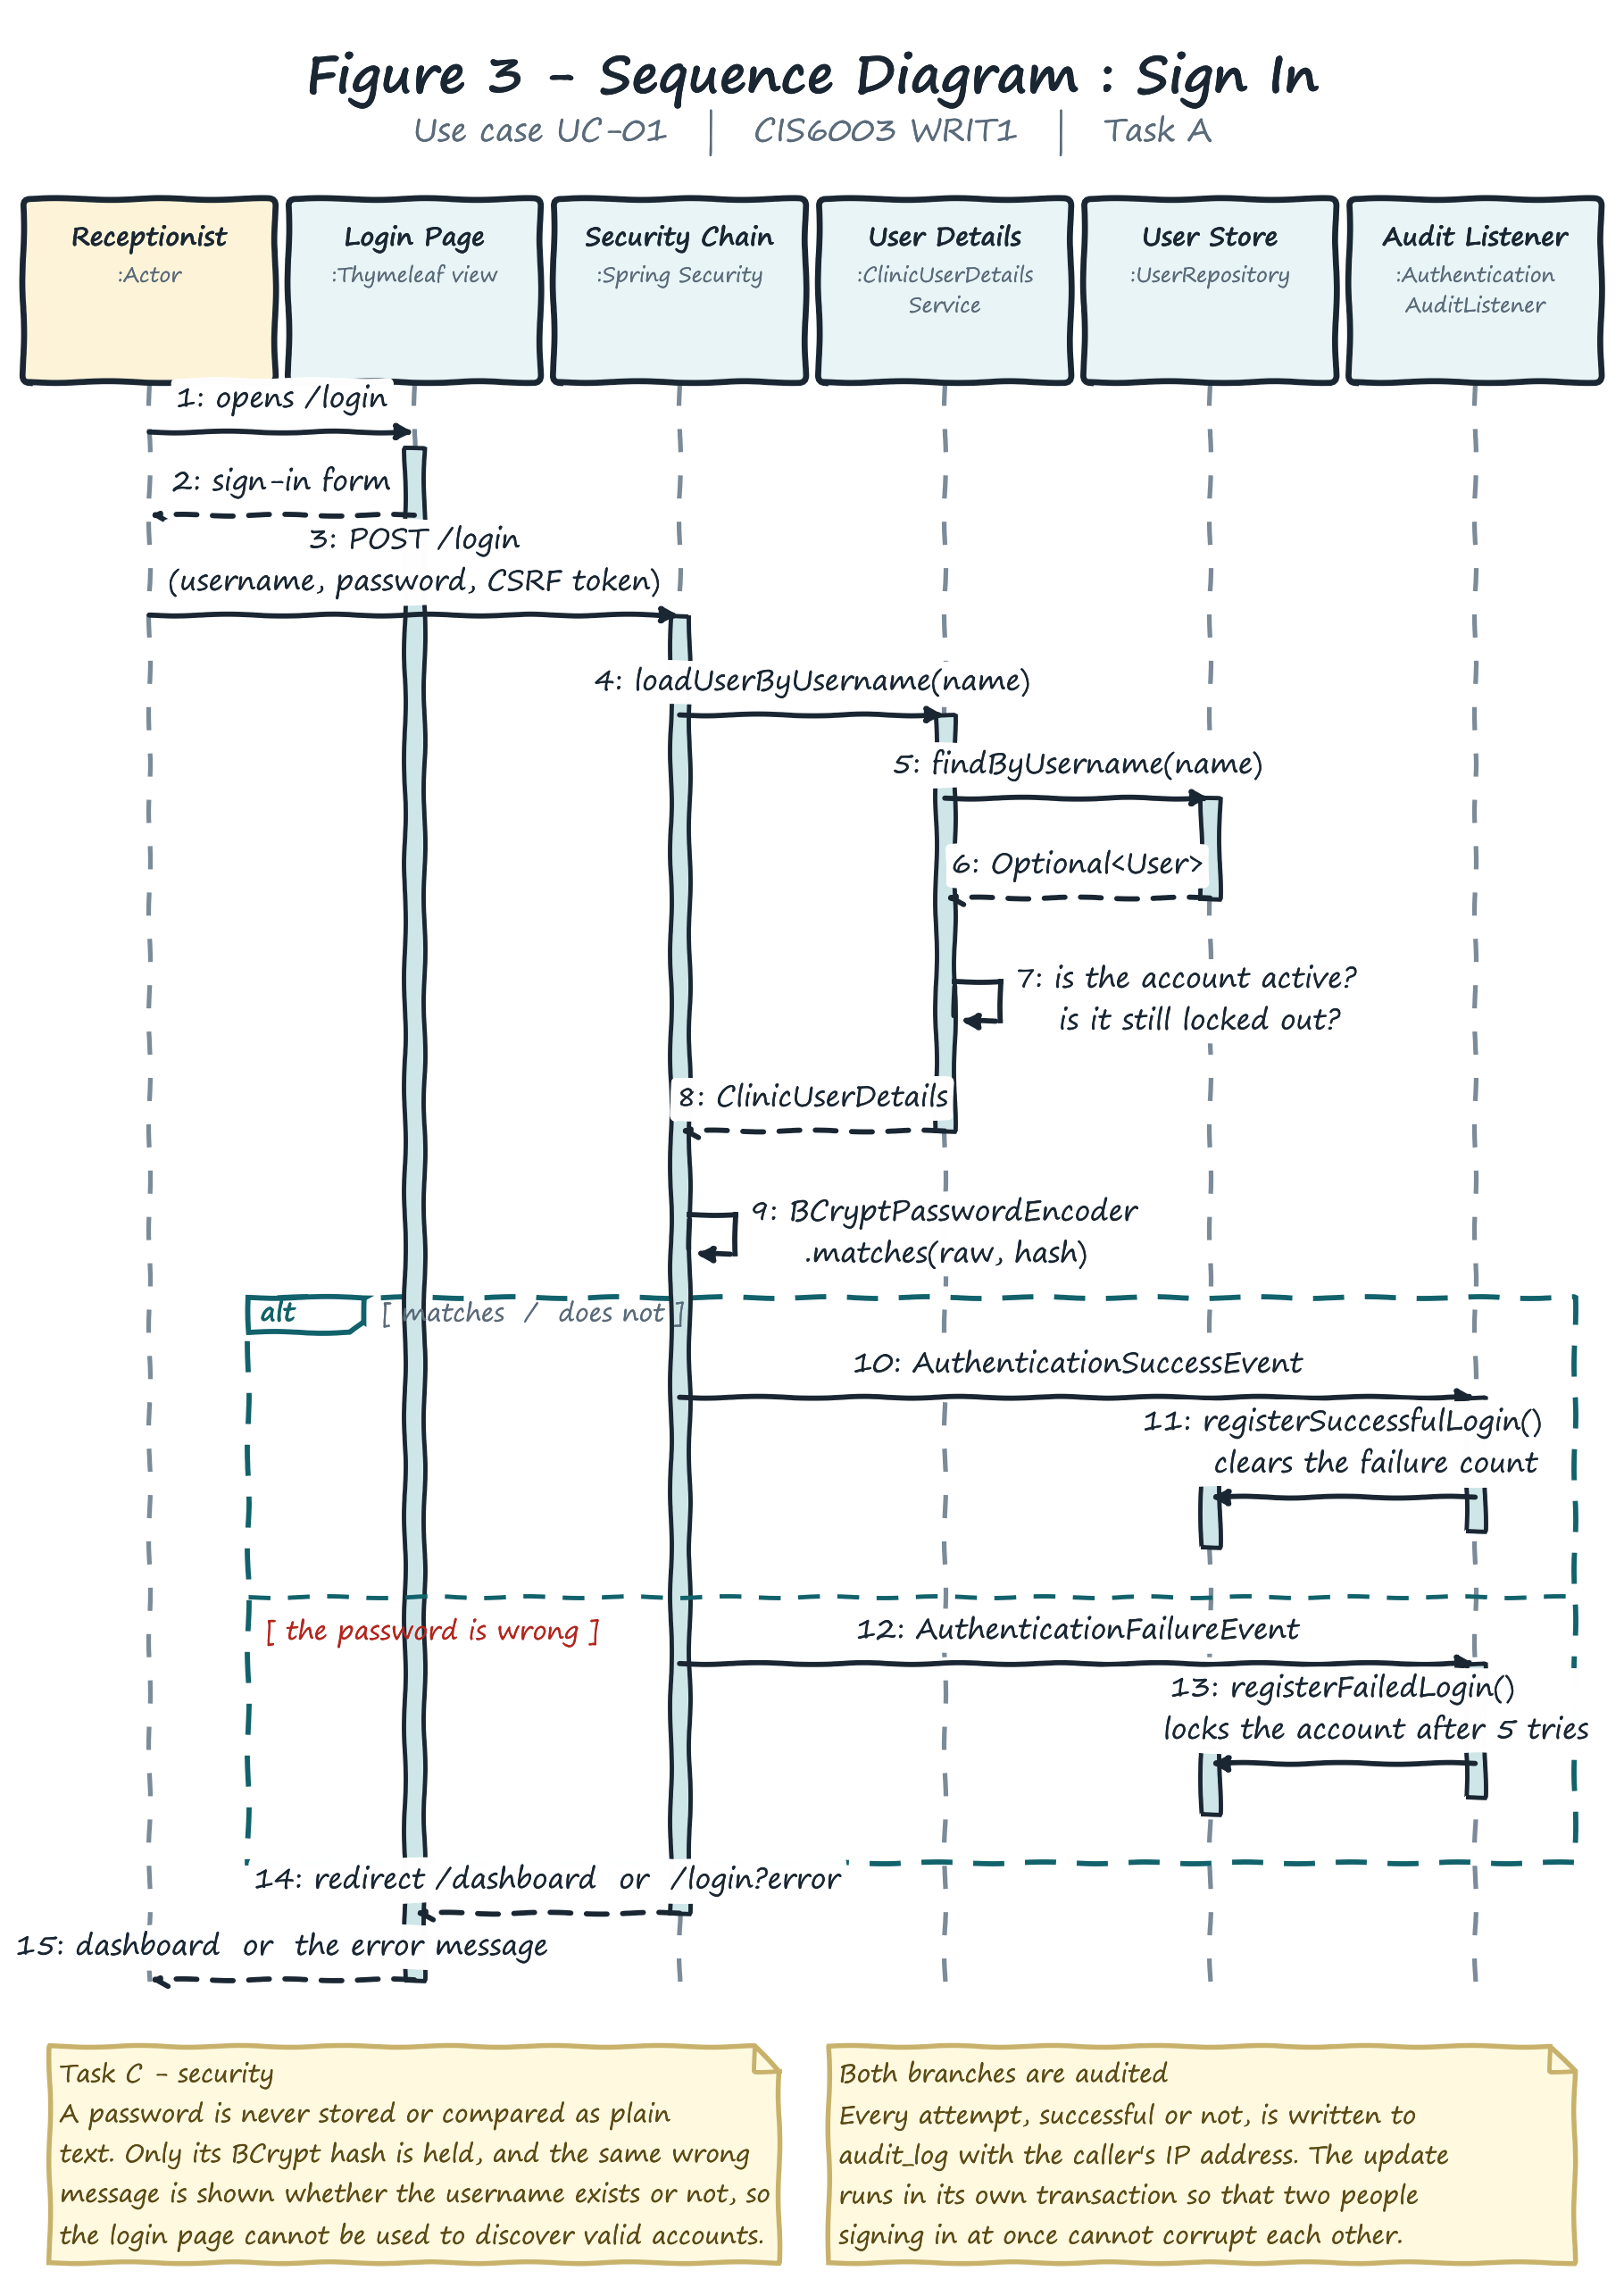 Figure 3 - Sequence Diagram : Sign In
Use case UC-01 | CIS6003 WRIT1 | Task A
Receptionist
:Actor
Login Page
:Thymeleaf view
Security Chain
:Spring Security
User Details
:ClinicUserDetails
Service
User Store
:UserRepository
Audit Listener
:Authentication
AuditListener
1: opens /login
2: sign-in form
3: POST /login
(username, password, CSRF token)
4: loadUserByUsername(name)
5: findByUsername(name)
6: Optional<User>
7: is the account active?
is it still locked out?
8: ClinicUserDetails
9: BCryptPasswordEncoder
.matches(raw, hash)
alt [ matches / does not ]
10: AuthenticationSuccessEvent
11: registerSuccessfulLogin()
clears the failure count
[ the password is wrong ]
12: AuthenticationFailureEvent
13: registerFailedLogin()
locks the account after 5 tries
14: redirect /dashboard or /login?error
15: dashboard or the error message
Task C - security
A password is never stored or compared as plain
text. Only its BCrypt hash is held, and the same wrong
message is shown whether the username exists or not, so
the login page cannot be used to discover valid accounts.
Both branches are audited
Every attempt, successful or not, is written to
audit_log with the caller's IP address. The update
runs in its own transaction so that two people
signing in at once cannot corrupt each other.